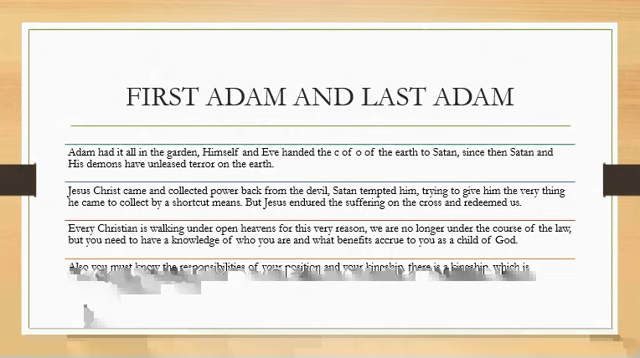 FIRST ADAM AND LAST ADAM
Adam had it all in the garden, Himself and Eve handed the c of o of the earth to Satan, since then Satan and
His demons have unleased terror on the earth.
Jesus Christ came and collected power back from the devil, Satan tempted him, trying to give him the very thing
he came to collect by a shortcut means. But Jesus endured the suffering on the cross and redeemed us.
Every Christian is walking under open heavens for this very reason, we are no longer under the course of the law,
but you need to have a knowledge of who you are and what benefits accrue to you as a child of God.
Also you must know the responsibilities of your position and your kingship, there is a kingship, which is